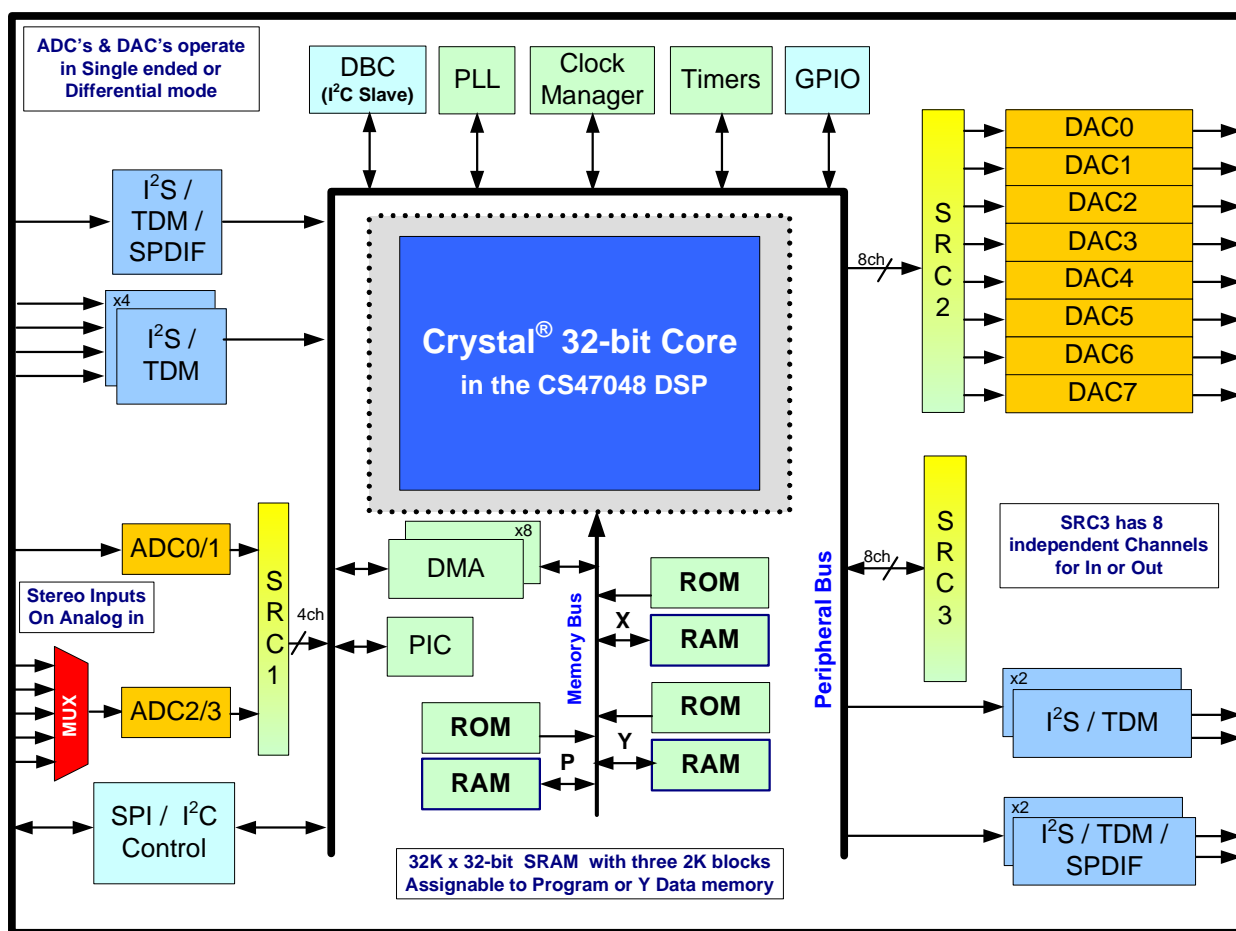 ADC's & DAC's operate
in Single ended or
Differential mode
DBC
(I²C Slave)
PLL
Clock
Manager
Timers
GPIO
I²S /
TDM /
SPDIF
x4
I²S /
TDM
Crystal® 32-bit Core
in the CS47048 DSP
8ch
SRC2
DAC0
DAC1
DAC2
DAC3
DAC4
DAC5
DAC6
DAC7
ADC0/1
Stereo Inputs
On Analog in
MUX
ADC2/3
SRC1
4ch
SPI / I²C
Control
x8
DMA
PIC
Memory Bus
ROM
X
RAM
ROM
Y
RAM
ROM
P
RAM
32K x 32-bit SRAM with three 2K blocks
Assignable to Program or Y Data memory
Peripheral Bus
8ch
SRC3
SRC3 has 8
independent Channels
for In or Out
x2
I²S / TDM
x2
I²S / TDM /
SPDIF